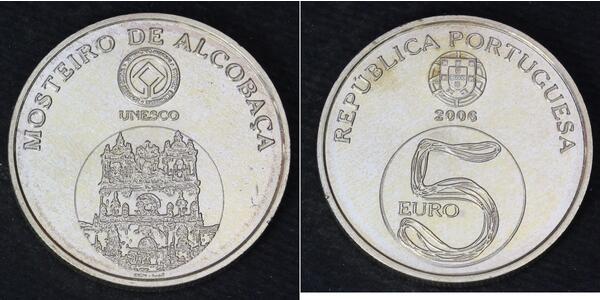 MOSTEIRO DE ALCOBAÇA
UNESCO
REPÚBLICA PORTUGUESA
2006
5
EURO